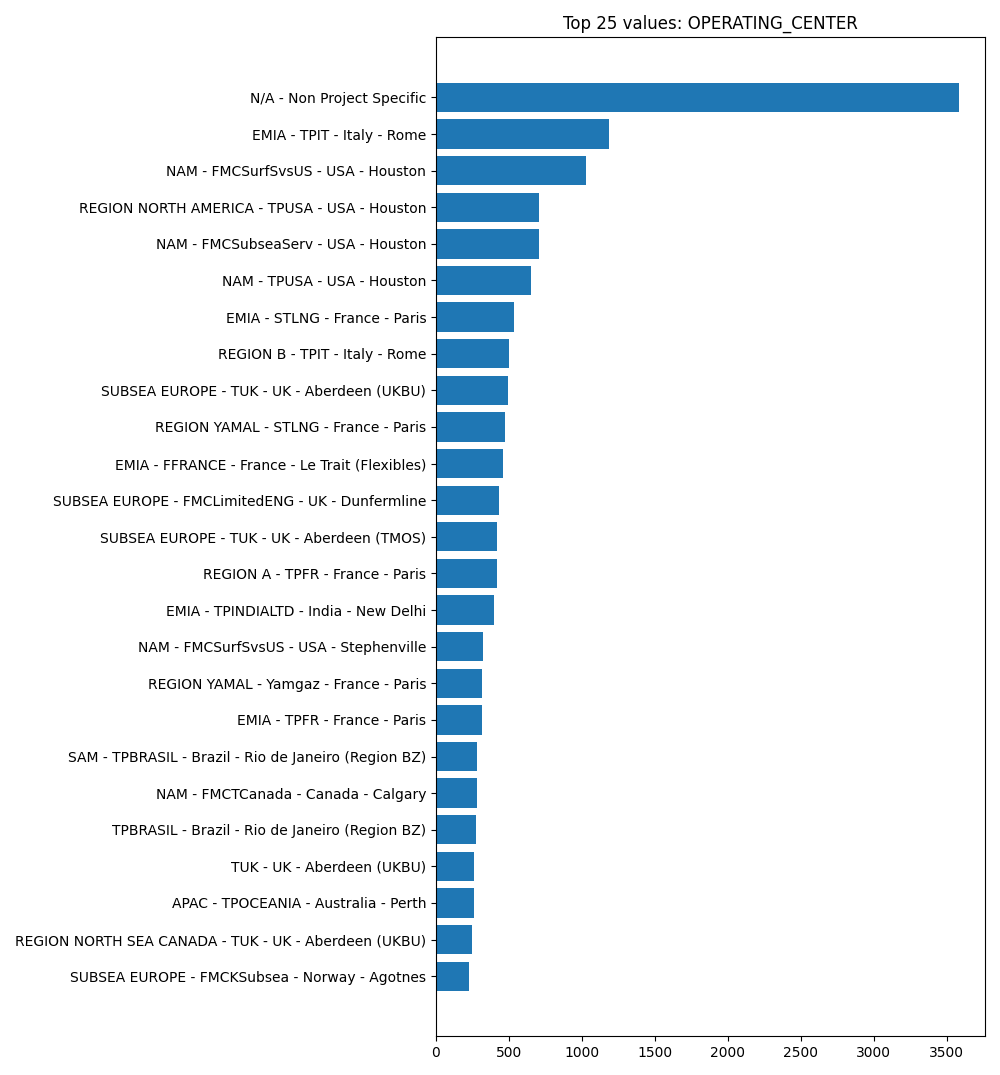 Top 25 values: OPERATING_CENTER
N/A - Non Project Specific
EMIA - TPIT - Italy - Rome
NAM - FMCSurfSvsUS - USA - Houston
REGION NORTH AMERICA - TPUSA - USA - Houston
NAM - FMCSubseaServ - USA - Houston
NAM - TPUSA - USA - Houston
EMIA - STLNG - France - Paris
REGION B - TPIT - Italy - Rome
SUBSEA EUROPE - TUK - UK - Aberdeen (UKBU)
REGION YAMAL - STLNG - France - Paris
EMIA - FFRANCE - France - Le Trait (Flexibles)
SUBSEA EUROPE - FMCLimitedENG - UK - Dunfermline
SUBSEA EUROPE - TUK - UK - Aberdeen (TMOS)
REGION A - TPFR - France - Paris
EMIA - TPINDIALTD - India - New Delhi
NAM - FMCSurfSvsUS - USA - Stephenville
REGION YAMAL - Yamgaz - France - Paris
EMIA - TPFR - France - Paris
SAM - TPBRASIL - Brazil - Rio de Janeiro (Region BZ)
NAM - FMCTCanada - Canada - Calgary
TPBRASIL - Brazil - Rio de Janeiro (Region BZ)
TUK - UK - Aberdeen (UKBU)
APAC - TPOCEANIA - Australia - Perth
REGION NORTH SEA CANADA - TUK - UK - Aberdeen (UKBU)
SUBSEA EUROPE - FMCKSubsea - Norway - Agotnes
0 500 1000 1500 2000 2500 3000 3500